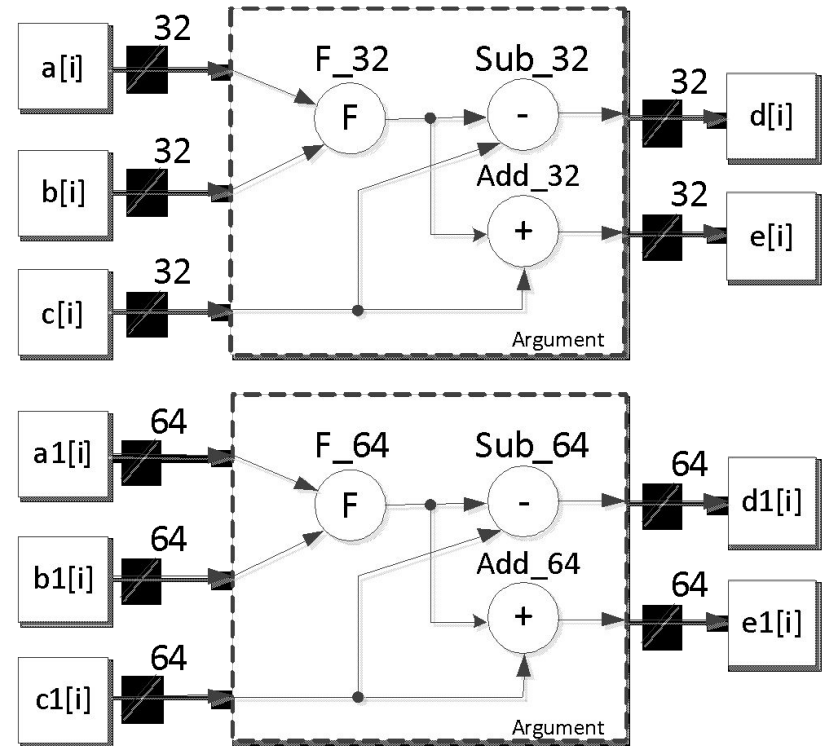 32
a[i]
F_32
Sub_32
32
F
-
d[i]
32
b[i]
Add_32
32
+
e[i]
32
c[i]
Argument
64
a1[i]
F_64
Sub_64
64
F
-
d1[i]
64
b1[i]
Add_64
64
+
e1[i]
64
c1[i]
Argument